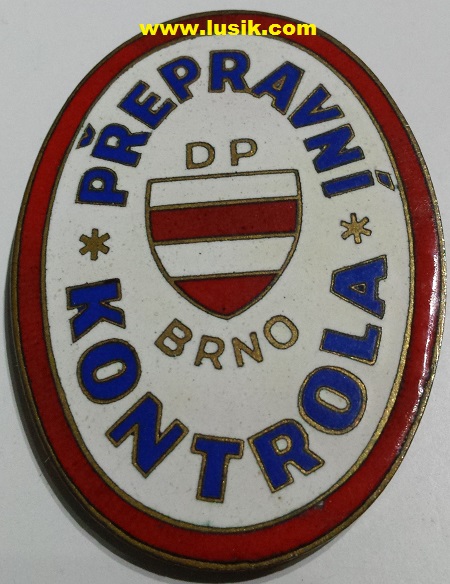 www.lusik.com
PŘEPRAVNÍ
DP
BRNO
* KONTROLA *